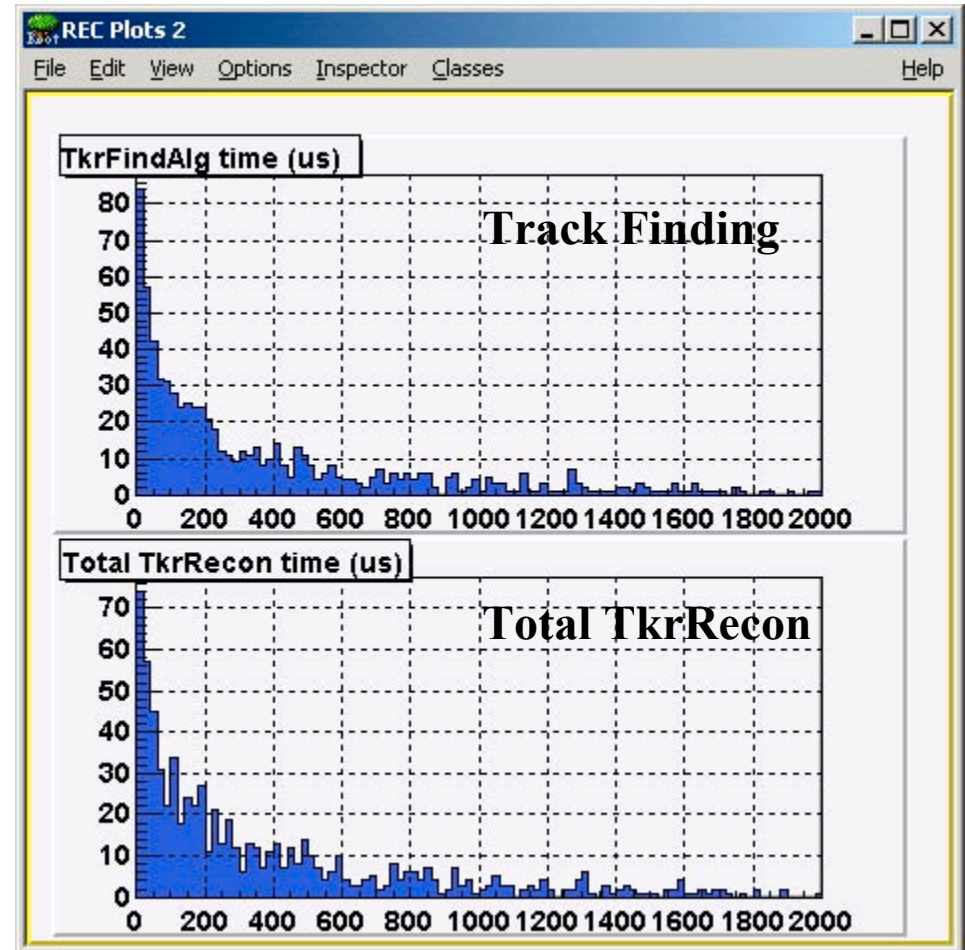 REC Plots 2
File Edit View Options Inspector Classes Help
TkrFindAlg time (us)
Track Finding
80
70
60
50
40
30
20
10
0
0 200 400 600 800 1000 1200 1400 1600 1800 2000
Total TkrRecon time (us)
Total TkrRecon
70
60
50
40
30
20
10
0
0 200 400 600 800 1000 1200 1400 1600 1800 2000